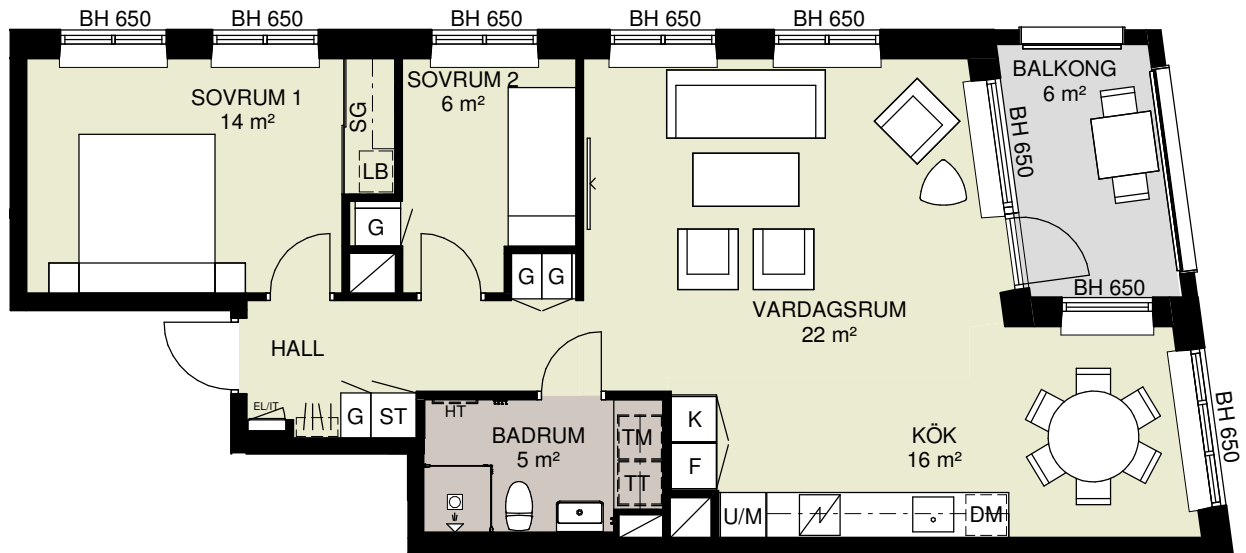 BH 650
BH 650
BH 650
BH 650
BH 650
SOVRUM 1
14 m²
SG
LB
G
SOVRUM 2
6 m²
G
G
BALKONG
6 m²
BH 650
BH 650
VARDAGSRUM
22 m²
HALL
EL/IT
G
ST
HT
BADRUM
5 m²
TM
TT
K
F
U/M
DM
KÖK
16 m²
BH 650